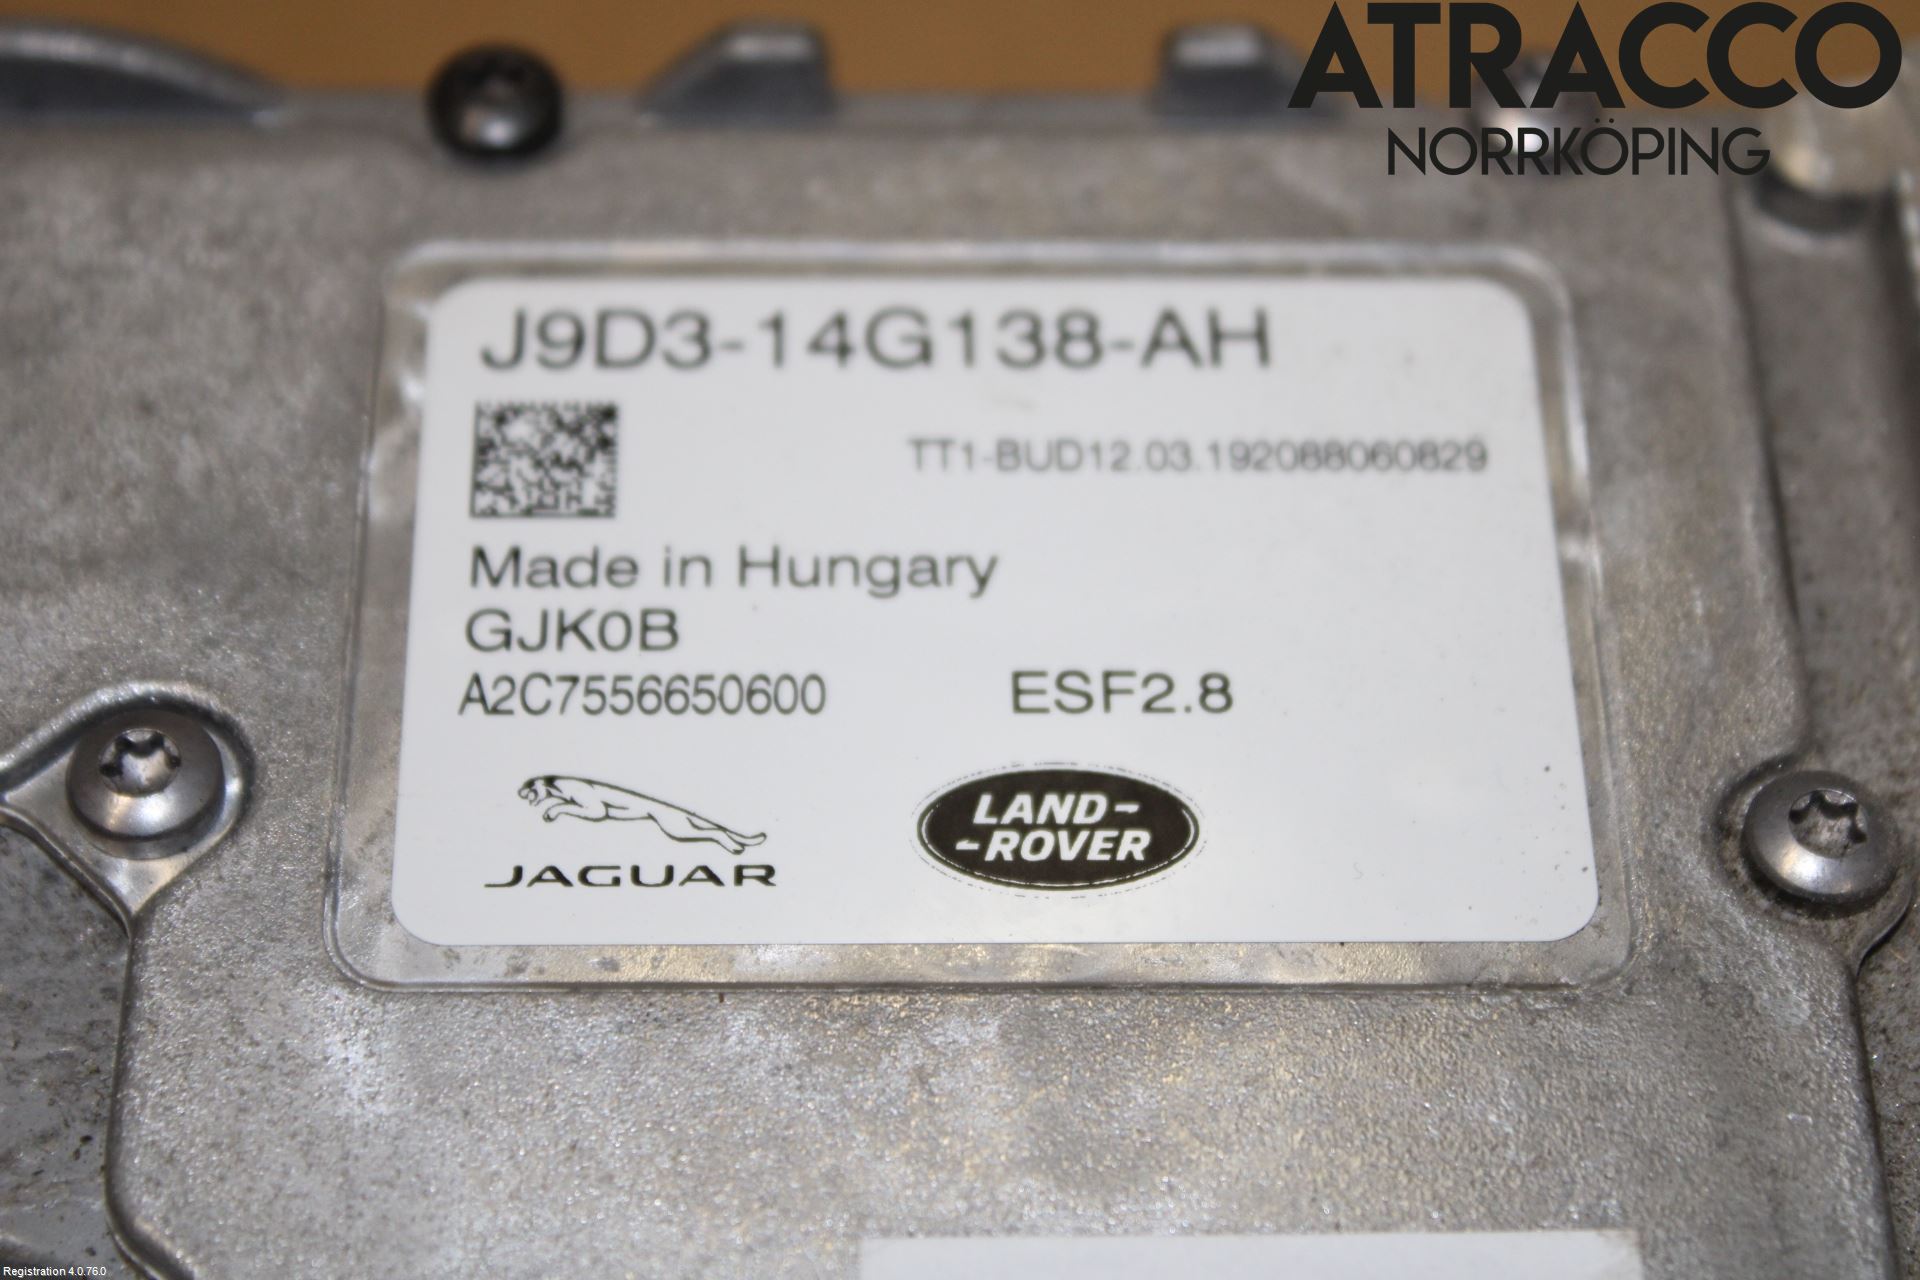 ATRACCO
NORRKÖPING
J9D3-14G138-AH
TT1-BUD12.03.192088060829
Made in Hungary
GJK0B
A2C7556650600
ESF2.8
JAGUAR
LAND-
-ROVER
Registration 4.0.76.0